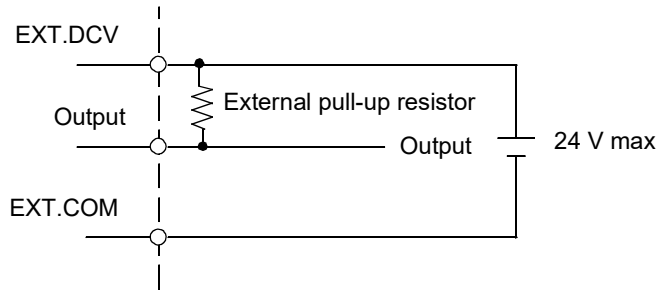 EXT.DCV
External pull-up resistor
Output
Output
24 V max
EXT.COM